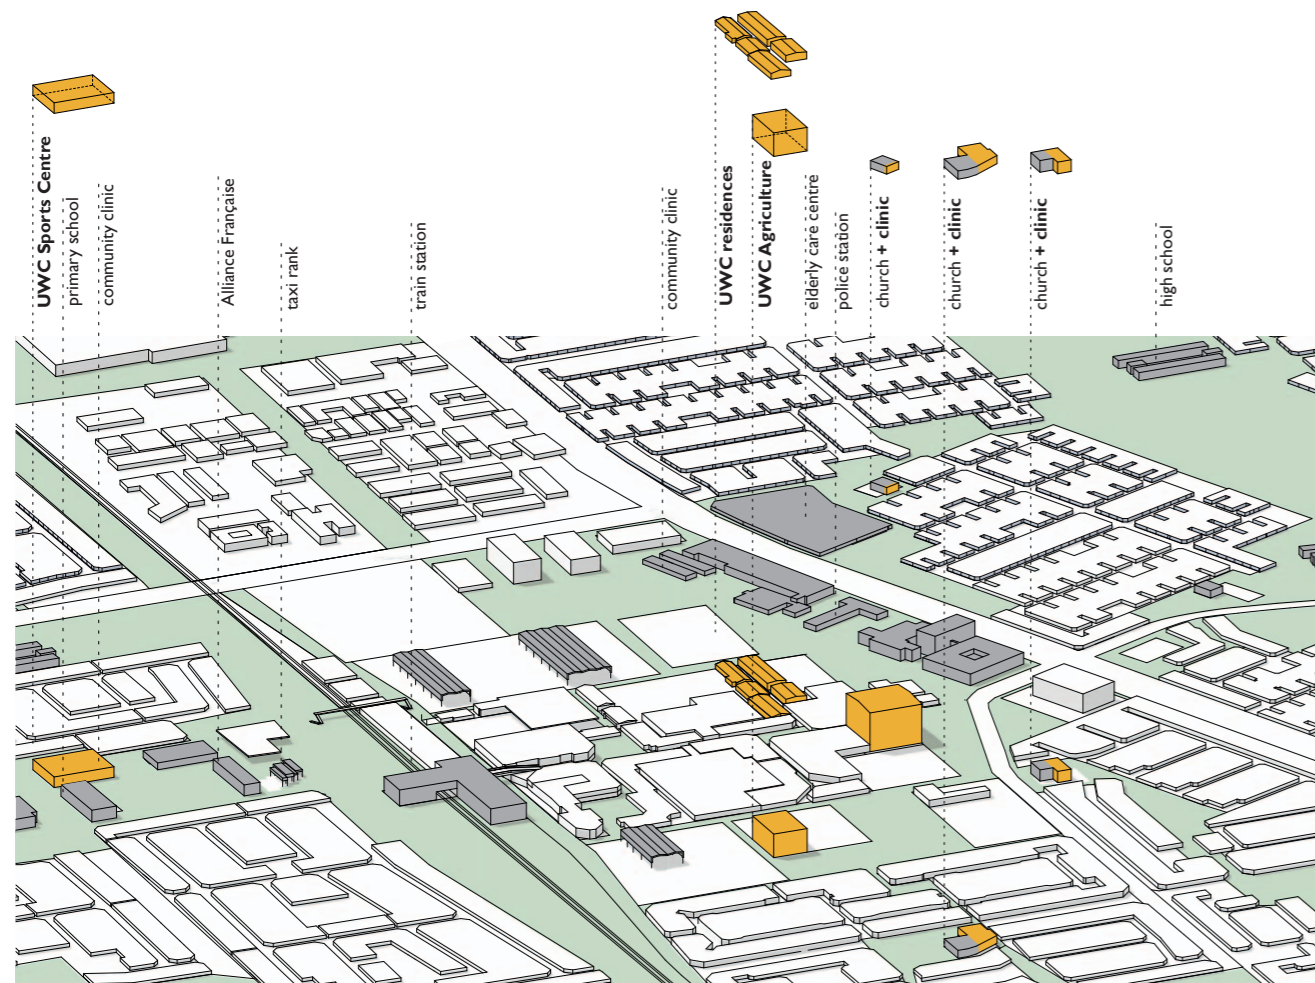 UWC Sports Centre
primary school
community clinic
Alliance Française
taxi rank
train station
community clinic
UWC residences
UWC Agriculture
elderly care centre
police station
church + clinic
church + clinic
church + clinic
high school